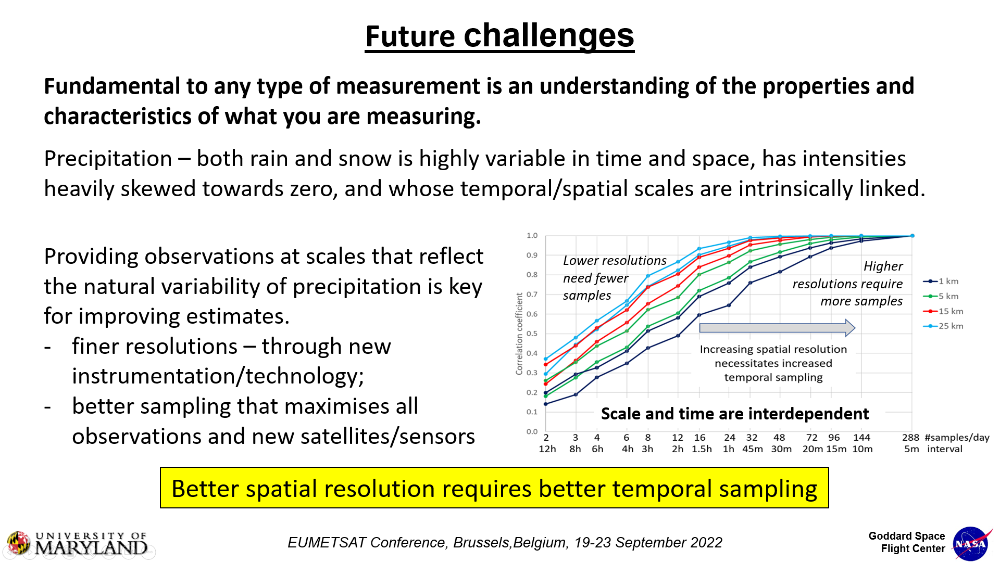 Future challenges
Fundamental to any type of measurement is an understanding of the properties and
characteristics of what you are measuring.
Precipitation – both rain and snow is highly variable in time and space, has intensities
heavily skewed towards zero, and whose temporal/spatial scales are intrinsically linked.
Providing observations at scales that reflect
the natural variability of precipitation is key
for improving estimates.
- finer resolutions – through new
instrumentation/technology;
- better sampling that maximises all
observations and new satellites/sensors
Correlation coefficient
1.0
0.9
0.8
0.7
0.6
0.5
0.4
0.3
0.2
0.1
0.0
Lower resolutions
need fewer
samples
Higher
resolutions require
more samples
Increasing spatial resolution
necessitates increased
temporal sampling
Scale and time are interdependent
1 km
5 km
15 km
25 km
2 3 4 6 8 12 16 24 32 48 72 96 144 288 #samples/day
12h 8h 6h 4h 3h 2h 1.5h 1h 45m 30m 20m 15m 10m 5m interval
Better spatial resolution requires better temporal sampling
UNIVERSITY OF
MARYLAND
EUMETSAT Conference, Brussels,Belgium, 19-23 September 2022
Goddard Space
Flight Center
NASA